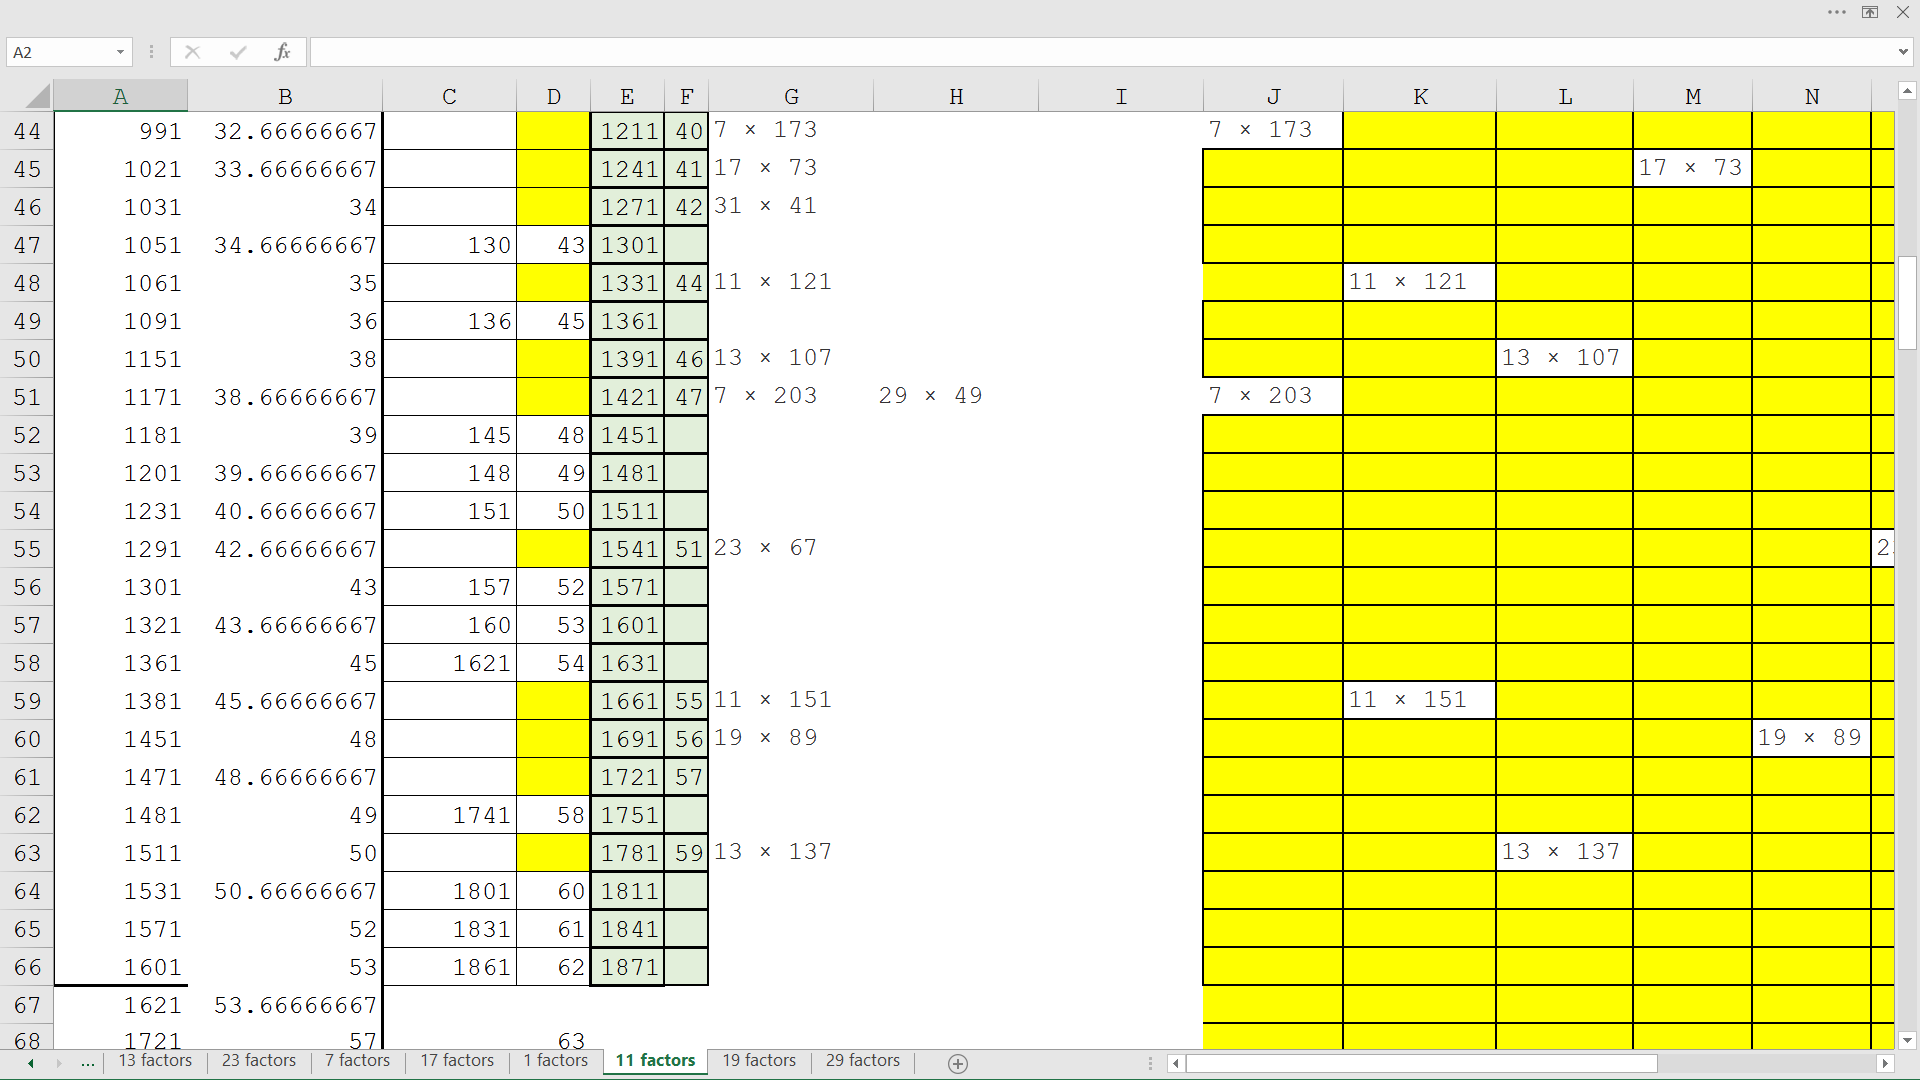 A2
fx
A B C D E F G H I J K L M N
44 991 32.66666667 1211 40 7 × 173 7 × 173
45 1021 33.66666667 1241 41 17 × 73 17 × 73
46 1031 34 1271 42 31 × 41
47 1051 34.66666667 130 43 1301
48 1061 35 1331 44 11 × 121 11 × 121
49 1091 36 136 45 1361
50 1151 38 1391 46 13 × 107 13 × 107
51 1171 38.66666667 1421 47 7 × 203 29 × 49 7 × 203
52 1181 39 145 48 1451
53 1201 39.66666667 148 49 1481
54 1231 40.66666667 151 50 1511
55 1291 42.66666667 1541 51 23 × 67 2
56 1301 43 157 52 1571
57 1321 43.66666667 160 53 1601
58 1361 45 1621 54 1631
59 1381 45.66666667 1661 55 11 × 151 11 × 151
60 1451 48 1691 56 19 × 89 19 × 89
61 1471 48.66666667 1721 57
62 1481 49 1741 58 1751
63 1511 50 1781 59 13 × 137 13 × 137
64 1531 50.66666667 1801 60 1811
65 1571 52 1831 61 1841
66 1601 53 1861 62 1871
67 1621 53.66666667
68 1721 57 63
... 13 factors 23 factors 7 factors 17 factors 1 factors 11 factors 19 factors 29 factors